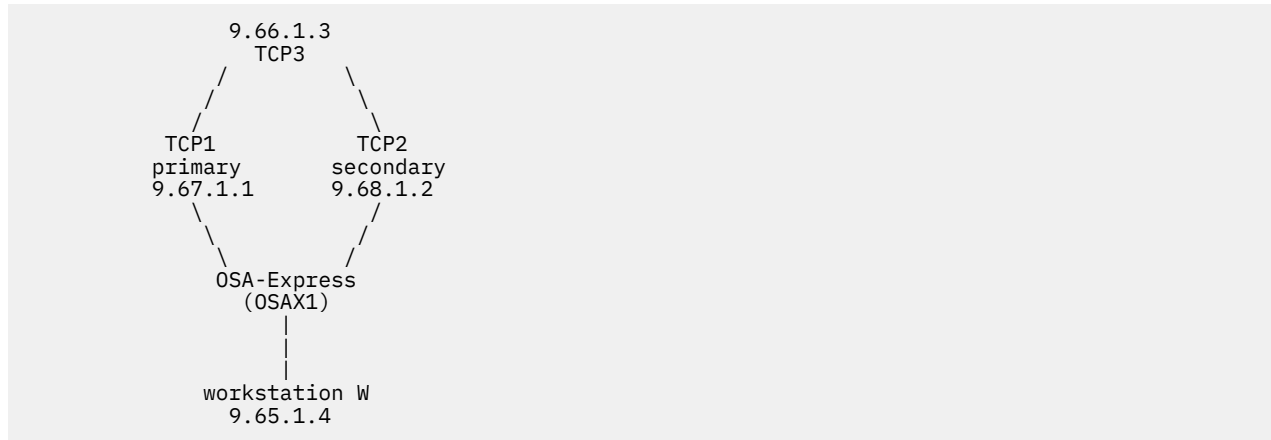 9.66.1.3
TCP3
TCP1 TCP2
primary secondary
9.67.1.1 9.68.1.2
OSA-Express
(OSAX1)
workstation W
9.65.1.4